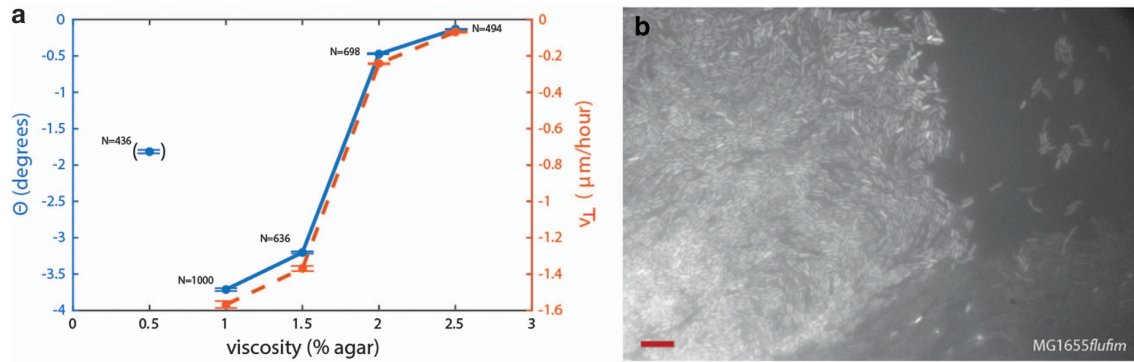 a
0
-0.5
-1
-1.5
-2
-2.5
-3
-3.5
-4
Θ (degrees)
N=436
( )
N=1000
N=636
N=698
N=494
0
-0.2
-0.4
-0.6
-0.8
-1
-1.2
-1.4
-1.6
v⊥ ( μm/hour)
0 0.5 1 1.5 2 2.5 3
viscosity (% agar)
b
MG1655flufim